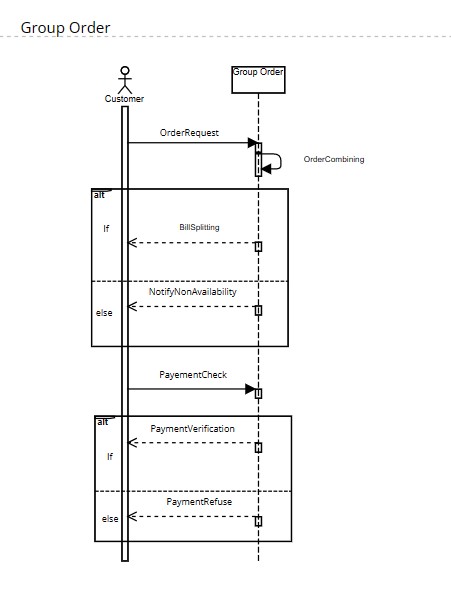 Group Order
Group Order
Customer
OrderRequest
OrderCombining
alt
If
BillSplitting
NotifyNonAvailability
else
PayementCheck
alt
PaymentVerification
If
PaymentRefuse
else